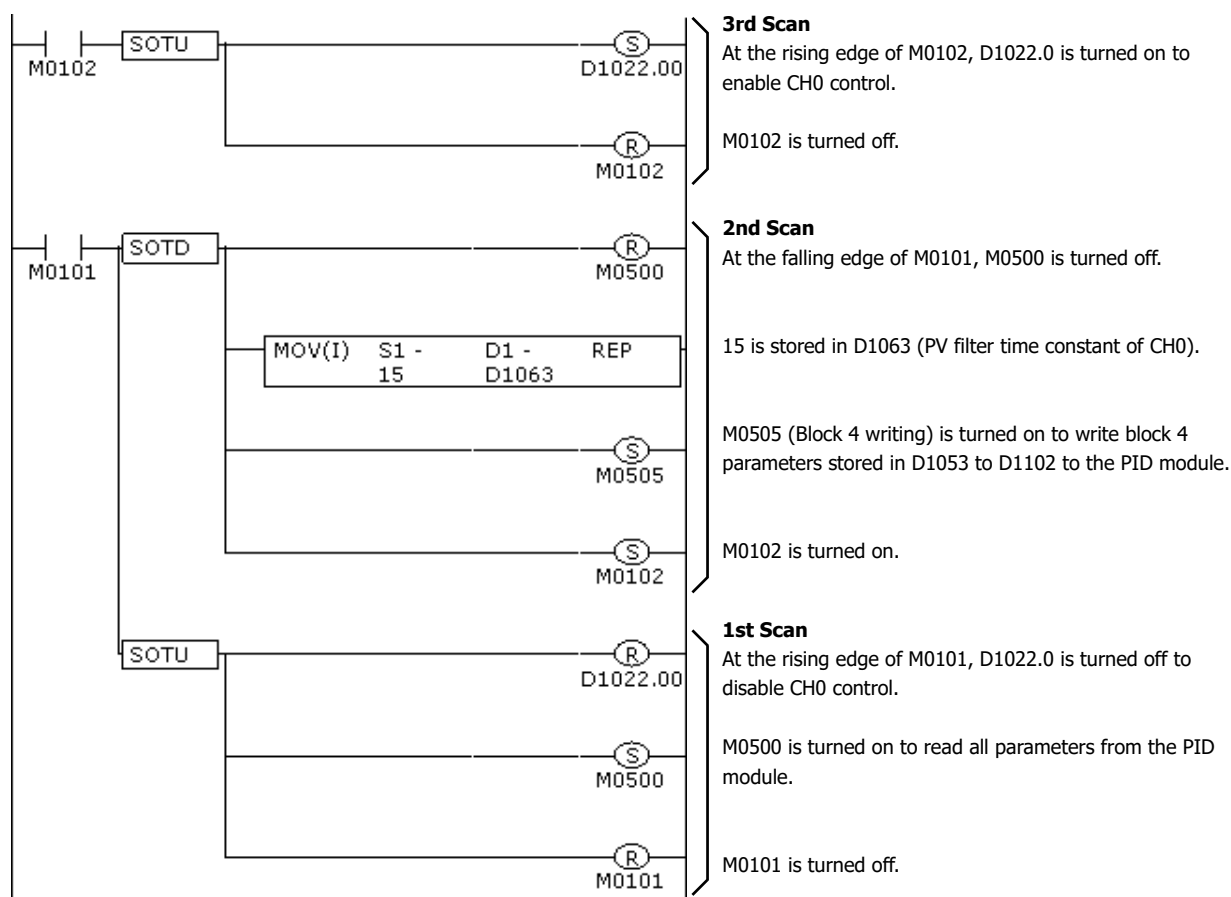 SOTU
S
M0102
D1022.00
R
M0102
3rd Scan
At the rising edge of M0102, D1022.0 is turned on to
enable CH0 control.
M0102 is turned off.
SOTD
R
M0101
M0500
MOV(I) S1 - D1 - REP
15 D1063
S
M0505
S
M0102
2nd Scan
At the falling edge of M0101, M0500 is turned off.
15 is stored in D1063 (PV filter time constant of CH0).
M0505 (Block 4 writing) is turned on to write block 4
parameters stored in D1053 to D1102 to the PID module.
M0102 is turned on.
SOTU
R
D1022.00
S
M0500
R
M0101
1st Scan
At the rising edge of M0101, D1022.0 is turned off to
disable CH0 control.
M0500 is turned on to read all parameters from the PID
module.
M0101 is turned off.